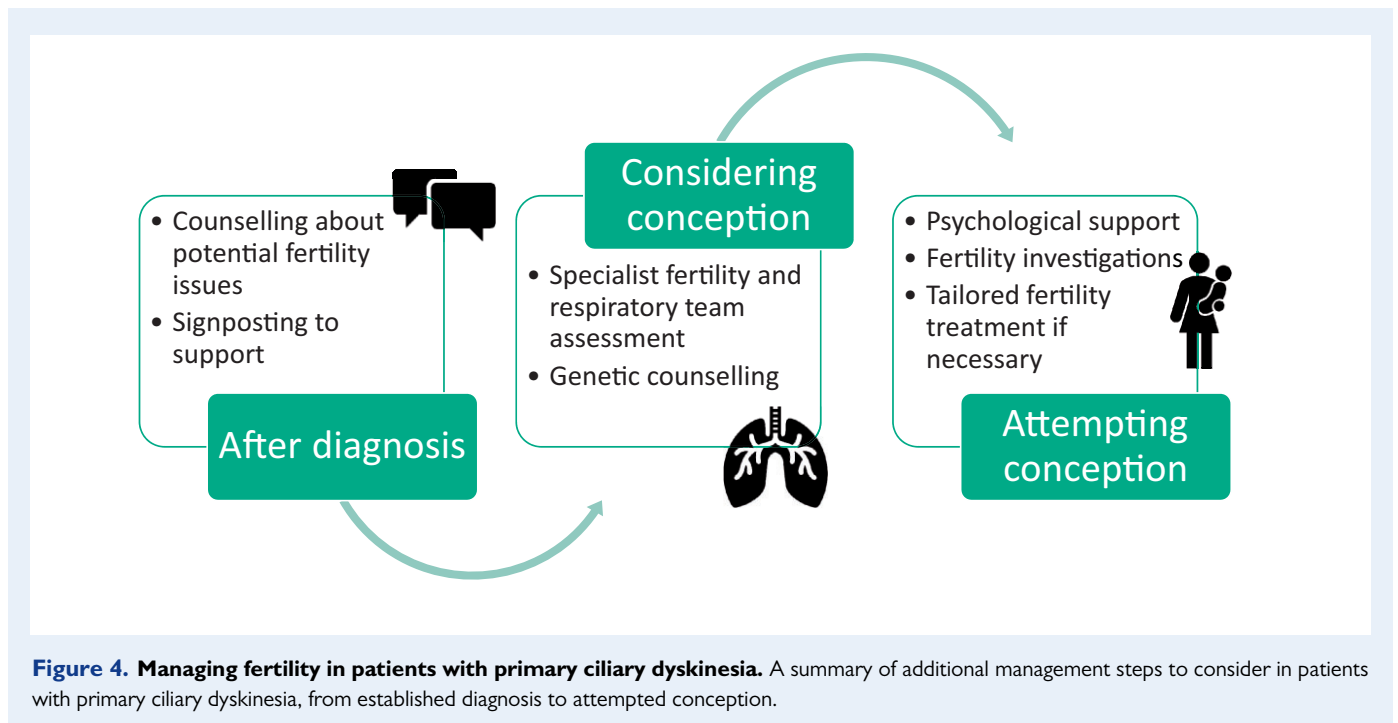 • Counselling about
potential fertility
issues
• Signposting to
support
After diagnosis
Considering
conception
• Specialist fertility and
respiratory team
assessment
• Genetic counselling
• Psychological support
• Fertility investigations
• Tailored fertility
treatment if
necessary
Attempting
conception
Figure 4. Managing fertility in patients with primary ciliary dyskinesia. A summary of additional management steps to consider in patients
with primary ciliary dyskinesia, from established diagnosis to attempted conception.